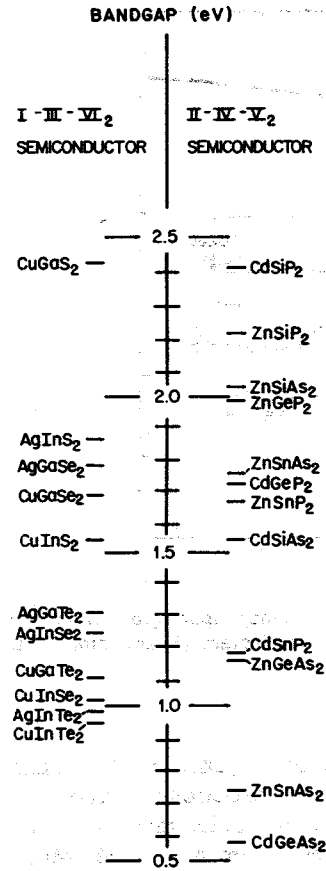 BANDGAP (eV)
I -III - VI₂ II-IV-V₂
SEMICONDUCTOR SEMICONDUCTOR
2.5
CuGaS₂ CdSiP₂
ZnSiP₂
ZnSiAs₂
2.0 ZnGeP₂
AgInS₂
AgGaSe₂ ZnSnAs₂
CdGeP₂
CuGaSe₂ ZnSnP₂
CuInS₂ CdSiAs₂
1.5
AgGaTe₂
AgInSe₂
CdSnP₂
CuGaTe₂ ZnGeAs₂
CuInSe₂
AgInTe₂ 1.0
CuInTe₂
ZnSnAs₂
CdGeAs₂
0.5